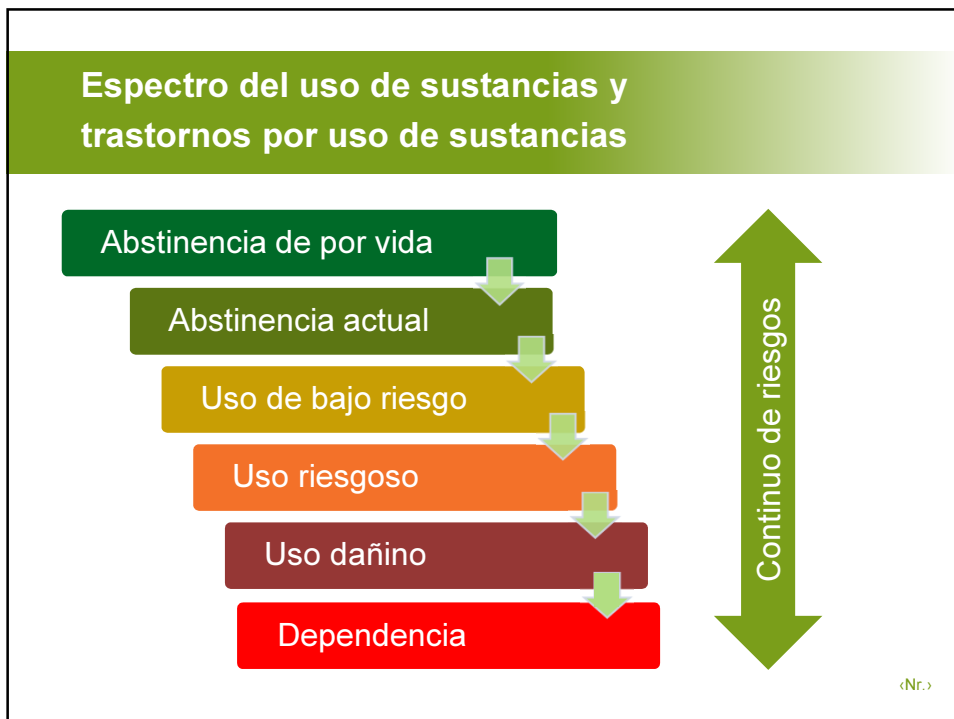 Espectro del uso de sustancias y
trastornos por uso de sustancias
Abstinencia de por vida
Abstinencia actual
Uso de bajo riesgo
Uso riesgoso
Uso dañino
Dependencia
Continuo de riesgos
‹Nr.›